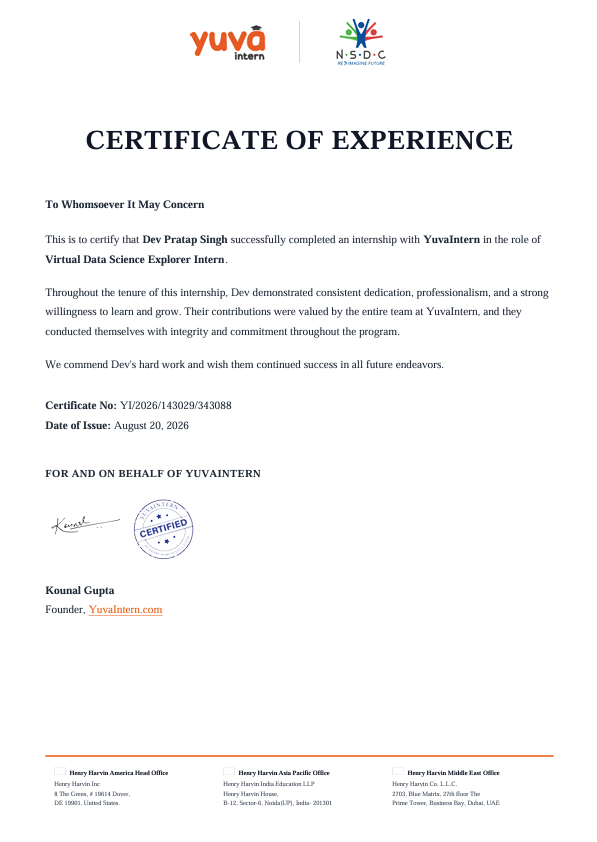 yuva
intern
N·S·D·C
RE IMAGINE FUTURE
CERTIFICATE OF EXPERIENCE
To Whomsoever It May Concern
This is to certify that Dev Pratap Singh successfully completed an internship with YuvaIntern in the role of
Virtual Data Science Explorer Intern.
Throughout the tenure of this internship, Dev demonstrated consistent dedication, professionalism, and a strong
willingness to learn and grow. Their contributions were valued by the entire team at YuvaIntern, and they
conducted themselves with integrity and commitment throughout the program.
We commend Dev's hard work and wish them continued success in all future endeavors.
Certificate No: YI/2026/143029/343088
Date of Issue: August 20, 2026
FOR AND ON BEHALF OF YUVAINTERN
Kounal
YUVAINTERN
CERTIFIED
Kounal Gupta
Founder, YuvaIntern.com
Henry Harvin America Head Office
Henry Harvin Inc
8 The Green, # 19614 Dover,
DE 19901, United States.
Henry Harvin Asia Pacific Office
Henry Harvin India Education LLP
Henry Harvin House,
B-12, Sector-6, Noida(UP), India- 201301
Henry Harvin Middle East Office
Henry Harvin Co. L.L.C.
2703, Blue Matrix, 27th floor The
Prime Tower, Business Bay, Dubai, UAE